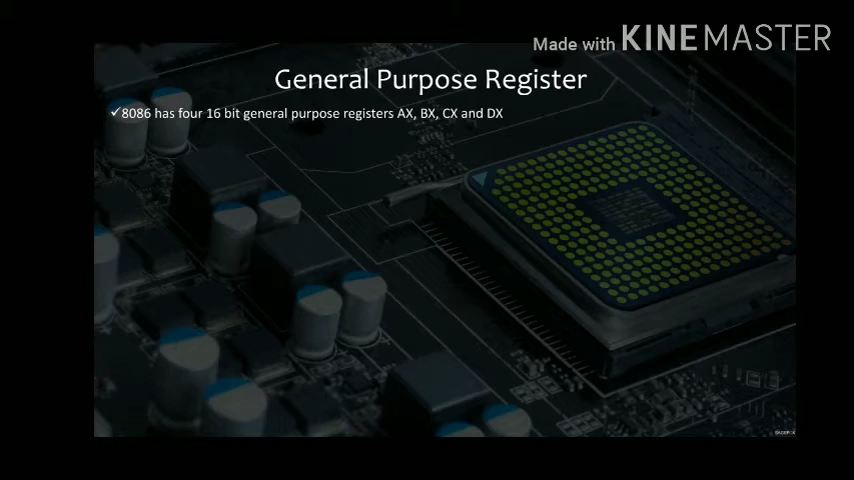 Made with KINEMASTER
General Purpose Register
✓8086 has four 16 bit general purpose registers AX, BX, CX and DX